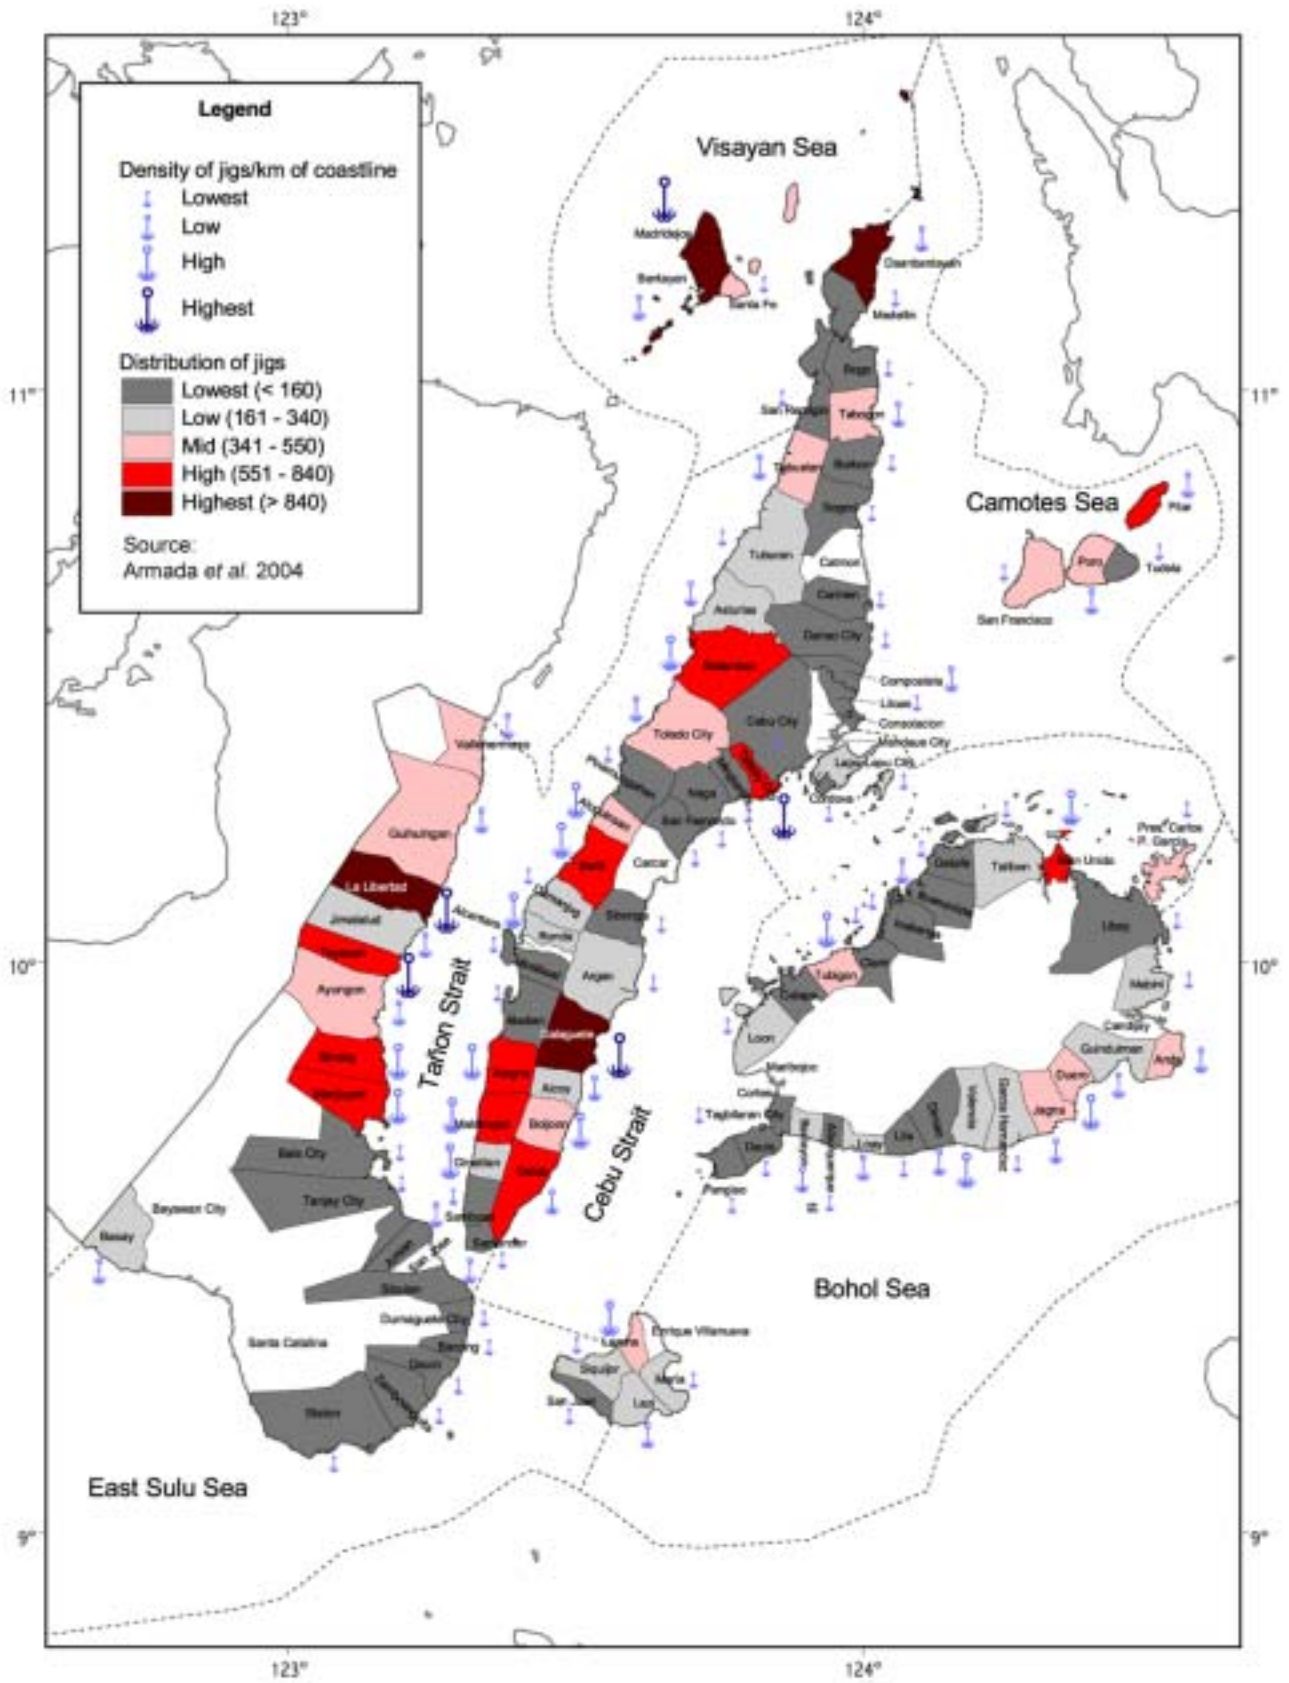 123°
124°
Legend
Density of jigs/km of coastline
Lowest
Low
High
Highest
Distribution of jigs
Lowest (< 160)
Low (161 - 340)
Mid (341 - 550)
High (551 - 840)
Highest (> 840)
Source:
Armada et al. 2004
Visayan Sea
Madridejos
Bantayan
Santa Fe
Daanbantayan
Medellin
11°
11°
Bogo
San Remigio
Tabogon
Camotes Sea
Pilar
Poro
Tudela
San Francisco
Tuburan
Catmon
Asturias
Carmen
Danao City
Compostela
Liloan
Consolacion
Mandaue City
Lapu-Lapu City
Cordova
Cebu City
Toledo City
Naga
San Fernando
Carcar
Vallehermoso
Guihulngan
La Libertad
Jimalalud
Ayungon
Alcantara
Sibonga
Argao
Dalaguete
Alcoy
Boljoon
Ginatilan
Samboan
Santander
Tañon Strait
Cebu Strait
Pres. Carlos
P. Garcia
Talibon
Ubay
Mabini
Candijay
Guindulman
Anda
Duero
Jagna
Garcia Hernandez
Valencia
Dimiao
Lila
Loay
Alburquerque
Tubigon
Calape
Loon
Maribojoc
Cortes
Tagbilaran City
Dauis
Panglao
10°
10°
Bais City
Tanjay City
Bayawan City
Basay
San Jose
Sibulan
Dumaguete City
Bacong
Dauin
Santa Catalina
Siaton
Bohol Sea
Enrique Villanueva
Larena
Siquijor
Maria
San Juan
Lazi
East Sulu Sea
9°
9°
123°
124°